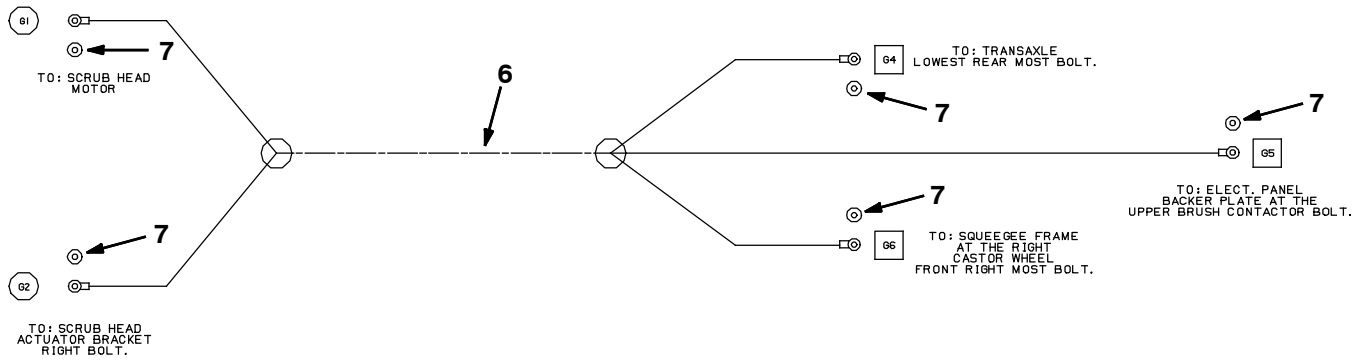 G1
7
TO: SCRUB HEAD
MOTOR
6
G4
TO: TRANSAXLE
LOWEST REAR MOST BOLT.
7
7
G5
TO: ELECT. PANEL
BACKER PLATE AT THE
UPPER BRUSH CONTACTOR BOLT.
7
G6
TO: SQUEEGEE FRAME
AT THE RIGHT
CASTOR WHEEL
FRONT RIGHT MOST BOLT.
7
G2
TO: SCRUB HEAD
ACTUATOR BRACKET
RIGHT BOLT.